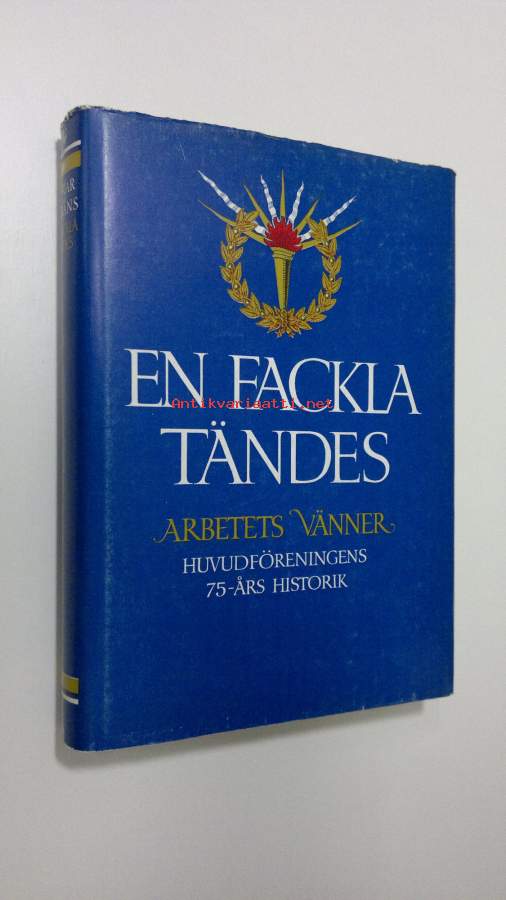 EN FACKLA
Antikvariaatti.net
TÄNDES
ARBETETS VÄNNER
HUVUDFÖRENINGENS
75-ÅRS HISTORIK